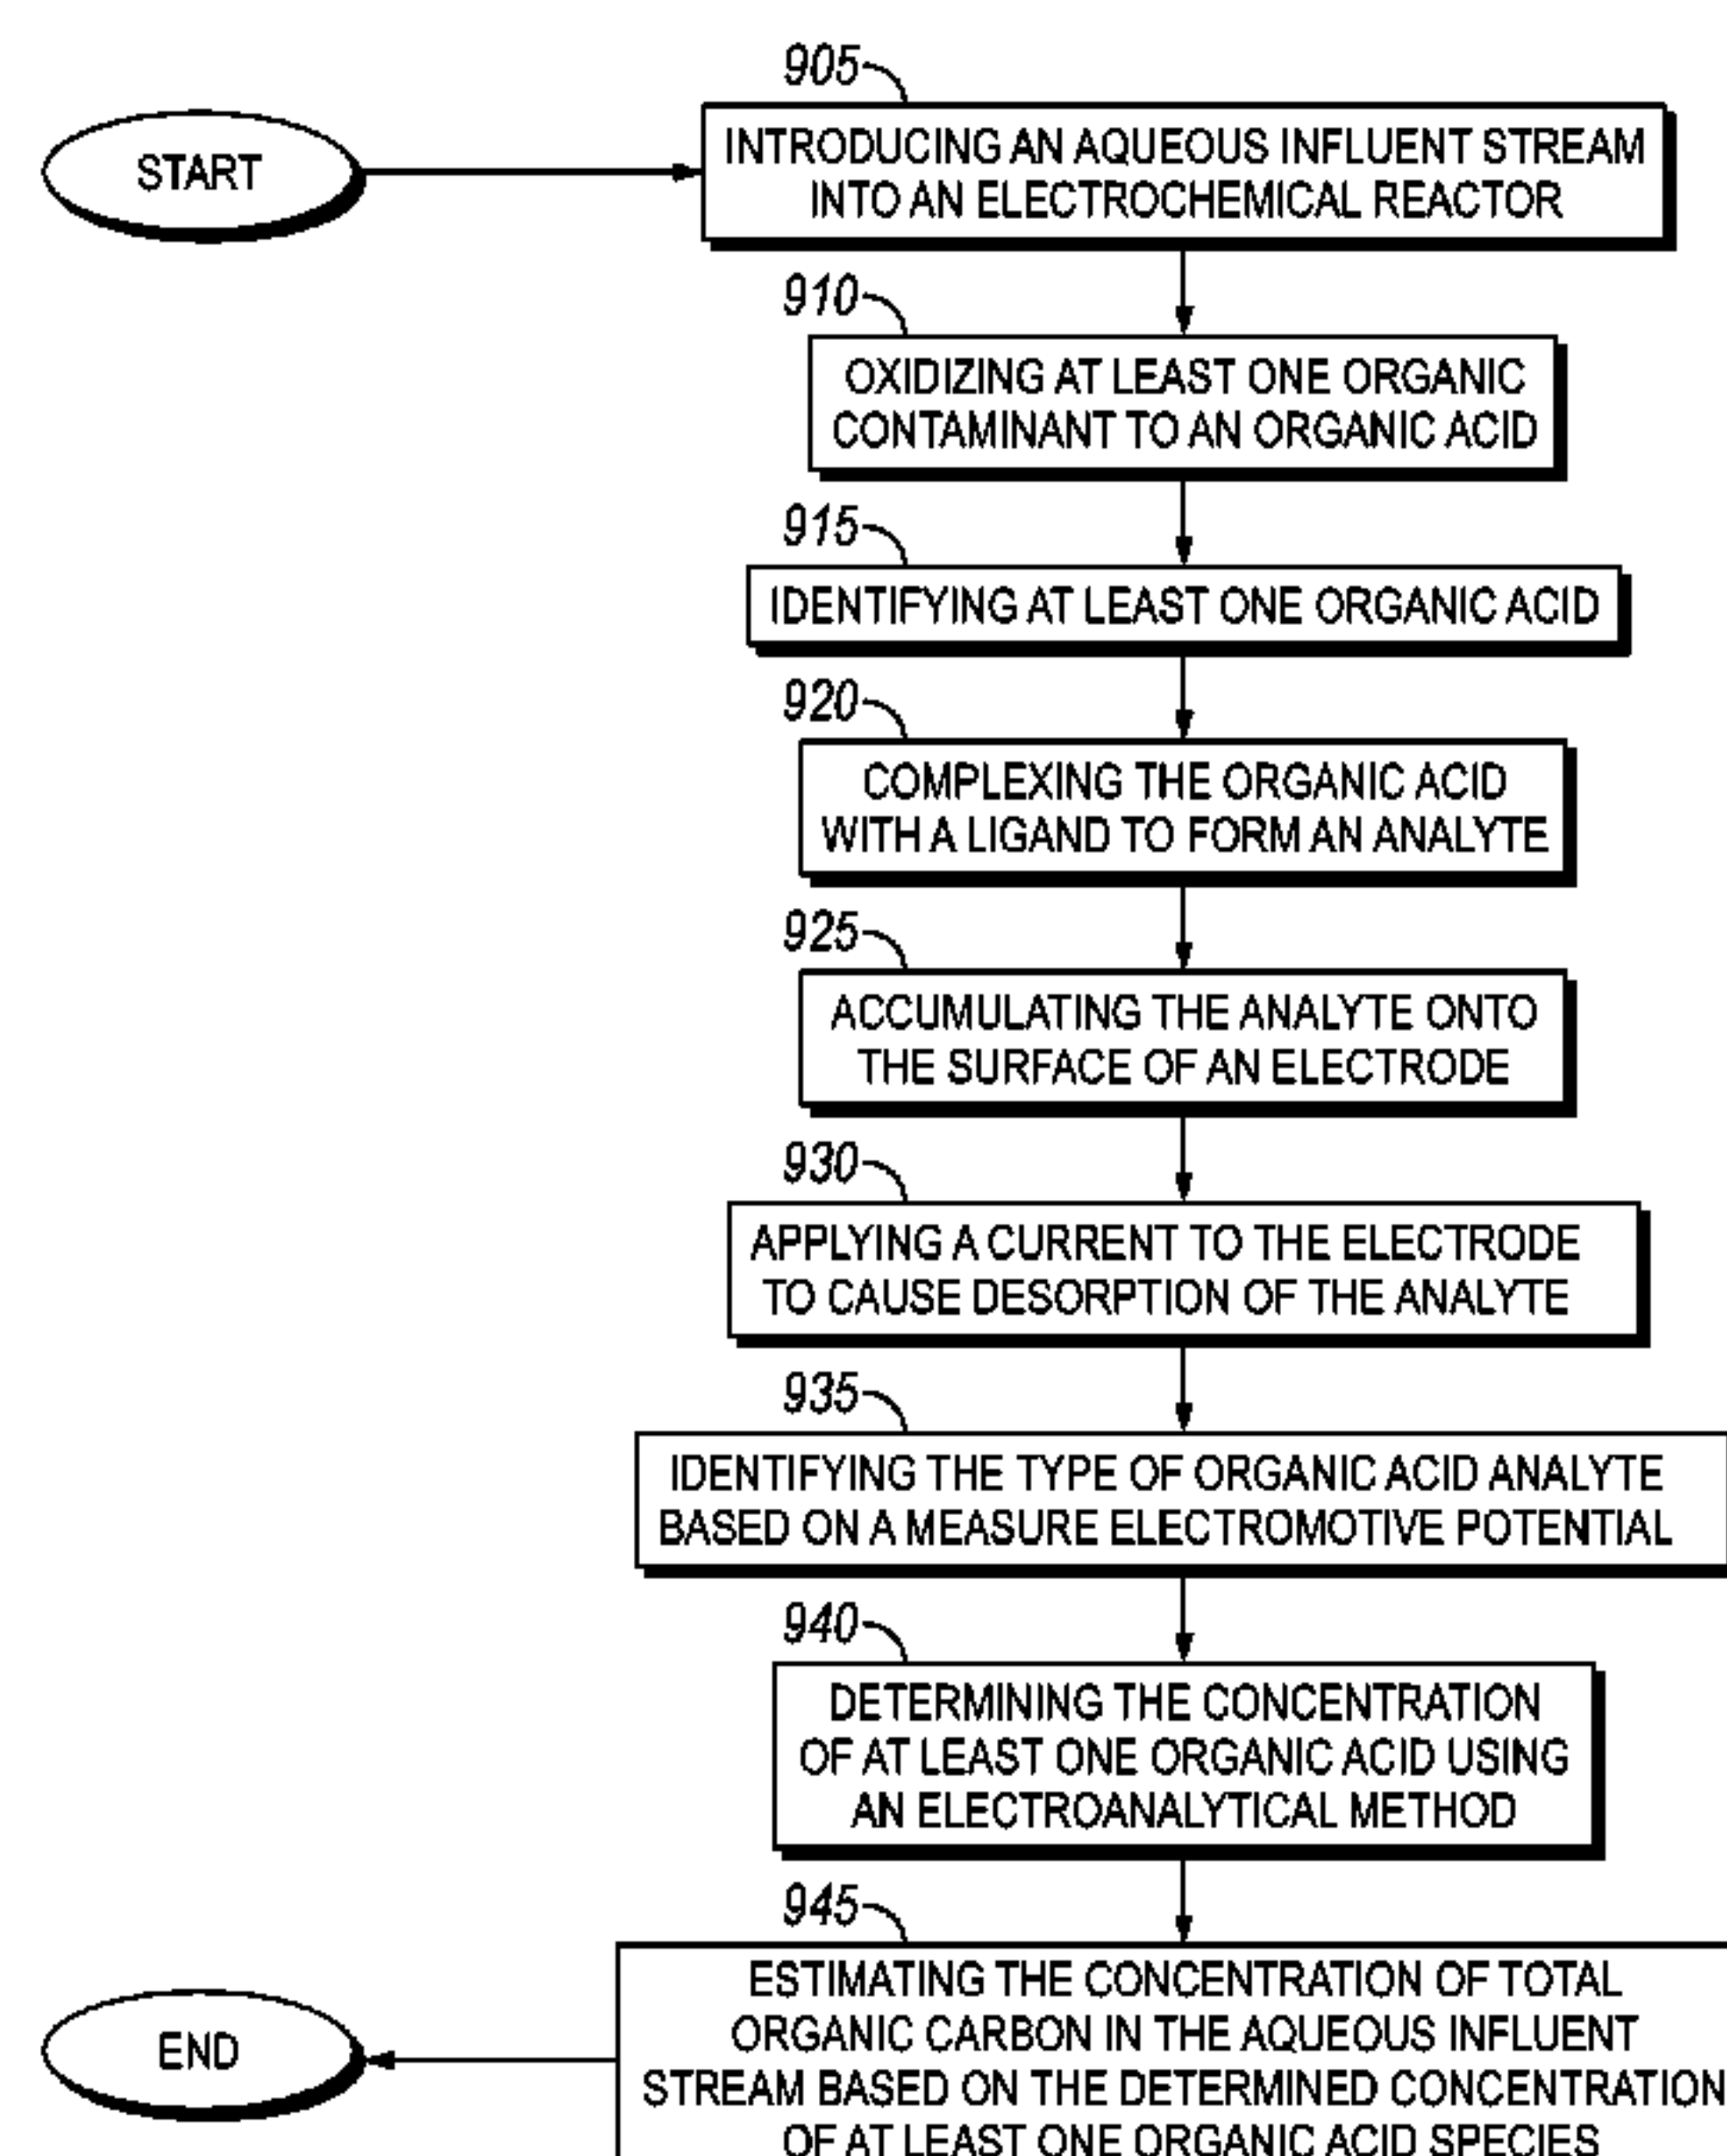 905
START
INTRODUCING AN AQUEOUS INFLUENT STREAM
INTO AN ELECTROCHEMICAL REACTOR
910
OXIDIZING AT LEAST ONE ORGANIC
CONTAMINANT TO AN ORGANIC ACID
915
IDENTIFYING AT LEAST ONE ORGANIC ACID
920
COMPLEXING THE ORGANIC ACID
WITH A LIGAND TO FORM AN ANALYTE
925
ACCUMULATING THE ANALYTE ONTO
THE SURFACE OF AN ELECTRODE
930
APPLYING A CURRENT TO THE ELECTRODE
TO CAUSE DESORPTION OF THE ANALYTE
935
IDENTIFYING THE TYPE OF ORGANIC ACID ANALYTE
BASED ON A MEASURE ELECTROMOTIVE POTENTIAL
940
DETERMINING THE CONCENTRATION
OF AT LEAST ONE ORGANIC ACID USING
AN ELECTROANALYTICAL METHOD
945
ESTIMATING THE CONCENTRATION OF TOTAL
ORGANIC CARBON IN THE AQUEOUS INFLUENT
STREAM BASED ON THE DETERMINED CONCENTRATION
OF AT LEAST ONE ORGANIC ACID SPECIES
END